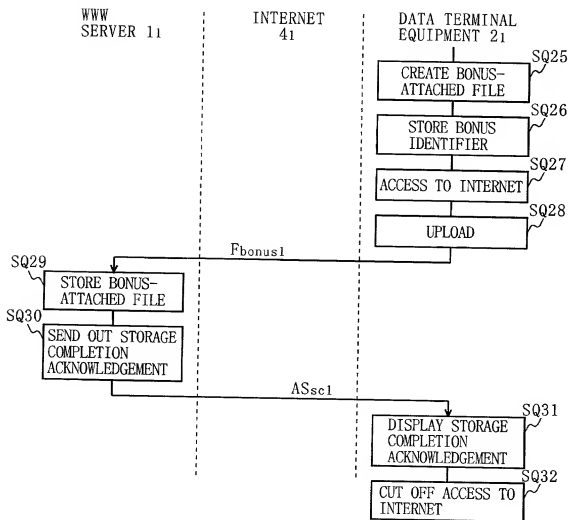 WWW
SERVER 11
INTERNET
41
DATA TERMINAL
EQUIPMENT 21
SQ25
CREATE BONUS-
ATTACHED FILE
SQ26
STORE BONUS
IDENTIFIER
SQ27
ACCESS TO INTERNET
SQ28
UPLOAD
Fbonus1
SQ29
STORE BONUS-
ATTACHED FILE
SQ30
SEND OUT STORAGE
COMPLETION
ACKNOWLEDGEMENT
ASsc1
SQ31
DISPLAY STORAGE
COMPLETION
ACKNOWLEDGEMENT
SQ32
CUT OFF ACCESS TO
INTERNET